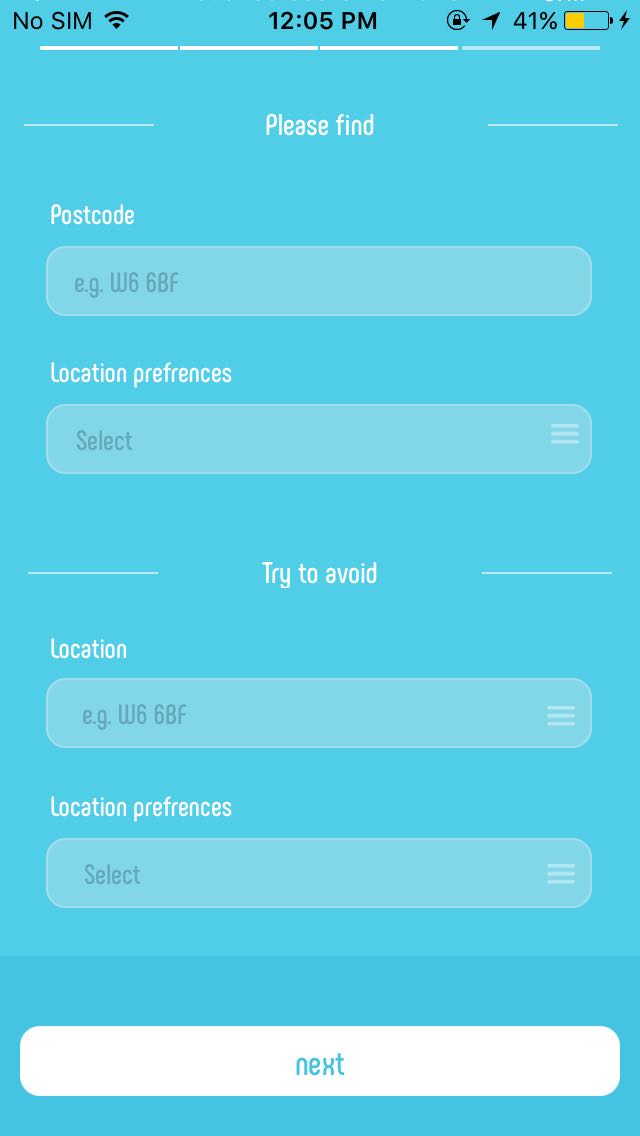 No SIM 12:05 PM 41%
Please find
Postcode
e.g. W6 6BF
Location prefrences
Select
Try to avoid
Location
e.g. W6 6BF
Location prefrences
Select
next